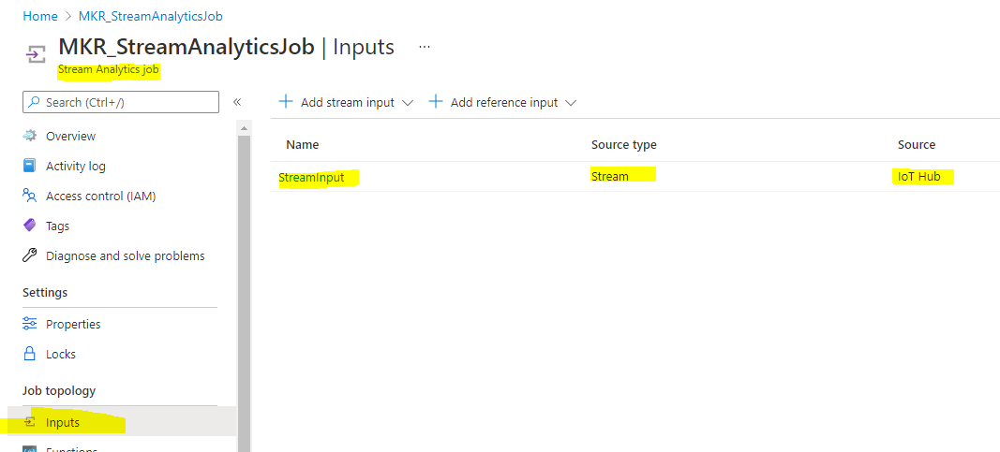 Home > MKR_StreamAnalyticsJob
MKR_StreamAnalyticsJob | Inputs ...
Stream Analytics job
Search (Ctrl+/) «
Overview
Activity log
Access control (IAM)
Tags
Diagnose and solve problems
Settings
Properties
Locks
Job topology
Inputs
Functions
+ Add stream input + Add reference input
Name Source type Source
StreamInput Stream IoT Hub